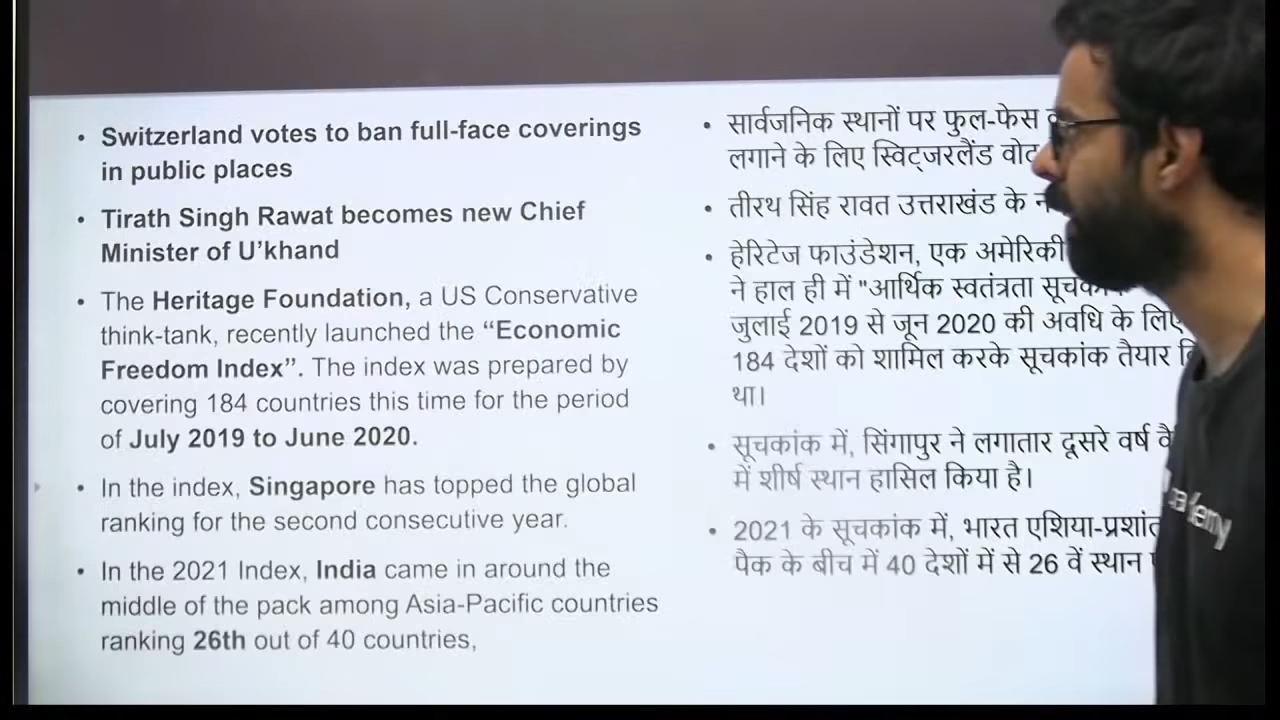 • Switzerland votes to ban full-face coverings
in public places
• Tirath Singh Rawat becomes new Chief
Minister of U’khand
• The Heritage Foundation, a US Conservative
think-tank, recently launched the “Economic
Freedom Index”. The index was prepared by
covering 184 countries this time for the period
of July 2019 to June 2020.
• In the index, Singapore has topped the global
ranking for the second consecutive year.
• In the 2021 Index, India came in around the
middle of the pack among Asia-Pacific countries
ranking 26th out of 40 countries,
• सार्वजनिक स्थानों पर फुल-फेस
लगाने के लिए स्विट्जरलैंड वोट
• तीरथ सिंह रावत उत्तराखंड के
• हेरिटेज फाउंडेशन, एक अमेरिकी
ने हाल ही में "आर्थिक स्वतंत्रता
जुलाई 2019 से जून 2020 की अवधि के लिए
184 देशों को शामिल करके सूचकांक तैयार
था।
• सूचकांक में, सिंगापुर ने लगातार दूसरे वर्ष
में शीर्ष स्थान हासिल किया है।
• 2021 के सूचकांक में, भारत एशिया-प्रशांत
पैक के बीच में 40 देशों में से 26 वें स्थान